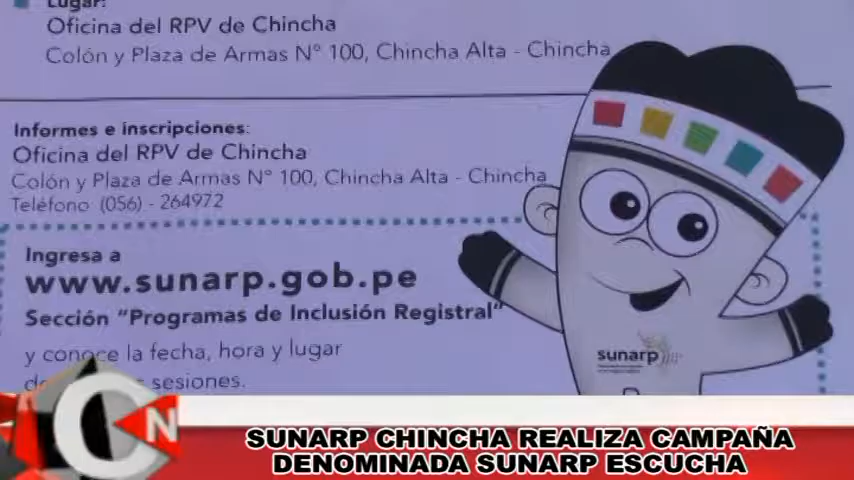 Lugar:
Oficina del RPV de Chincha
Colón y Plaza de Armas N° 100, Chincha Alta - Chincha
Informes e inscripciones:
Oficina del RPV de Chincha
Colón y Plaza de Armas N° 100, Chincha Alta - Chincha
Teléfono (056) - 264972
Ingresa a
www.sunarp.gob.pe
Sección "Programas de Inclusión Registral"
y conoce la fecha, hora y lugar
sesiones.
sunarp
CN
SUNARP CHINCHA REALIZA CAMPAÑA
DENOMINADA SUNARP ESCUCHA